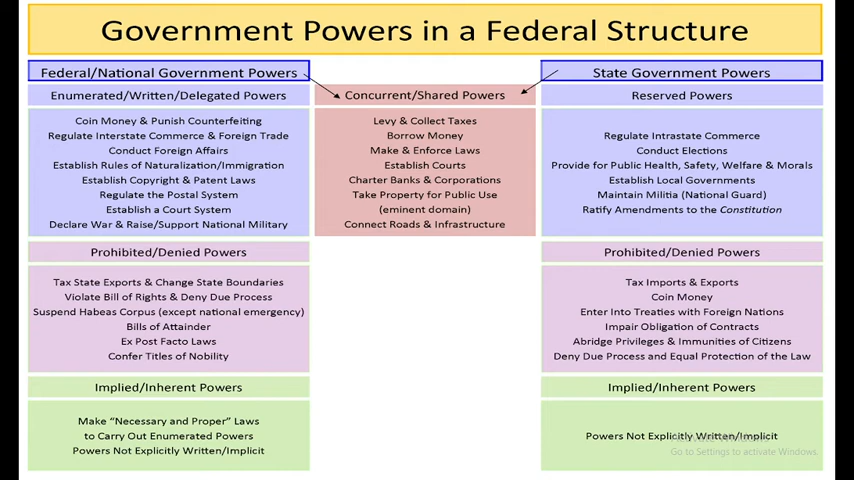 Government Powers in a Federal Structure
Federal/National Government Powers
State Government Powers
Enumerated/Written/Delegated Powers
Concurrent/Shared Powers
Reserved Powers
Coin Money & Punish Counterfeiting
Regulate Interstate Commerce & Foreign Trade
Conduct Foreign Affairs
Establish Rules of Naturalization/Immigration
Establish Copyright & Patent Laws
Regulate the Postal System
Establish a Court System
Declare War & Raise/Support National Military
Levy & Collect Taxes
Borrow Money
Make & Enforce Laws
Establish Courts
Charter Banks & Corporations
Take Property for Public Use
(eminent domain)
Connect Roads & Infrastructure
Regulate Intrastate Commerce
Conduct Elections
Provide for Public Health, Safety, Welfare & Morals
Establish Local Governments
Maintain Militia (National Guard)
Ratify Amendments to the Constitution
Prohibited/Denied Powers
Prohibited/Denied Powers
Tax State Exports & Change State Boundaries
Violate Bill of Rights & Deny Due Process
Suspend Habeas Corpus (except national emergency)
Bills of Attainder
Ex Post Facto Laws
Confer Titles of Nobility
Tax Imports & Exports
Coin Money
Enter Into Treaties with Foreign Nations
Impair Obligation of Contracts
Abridge Privileges & Immunities of Citizens
Deny Due Process and Equal Protection of the Law
Implied/Inherent Powers
Implied/Inherent Powers
Make “Necessary and Proper” Laws
to Carry Out Enumerated Powers
Powers Not Explicitly Written/Implicit
Powers Not Explicitly Written/Implicit
Activate Windows
Go to Settings to activate Windows.